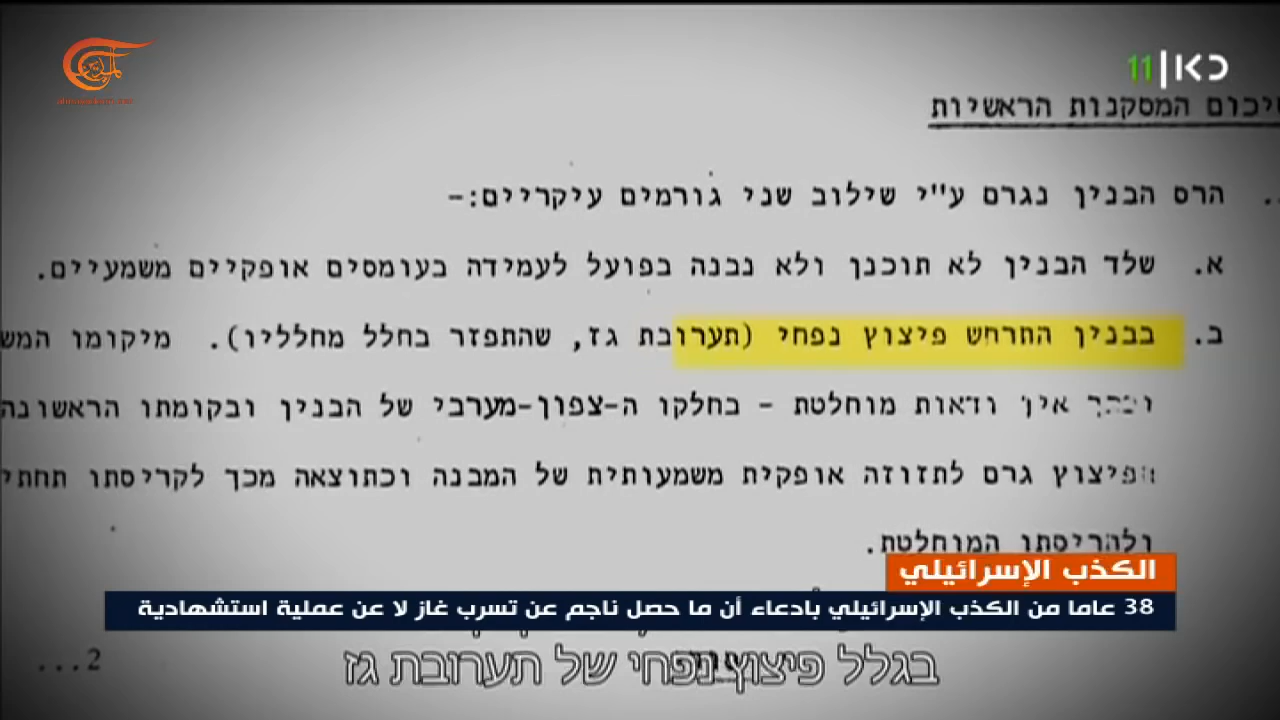 כאן 11
יכום המסקנות הראשיות
הרס הבנין נגרם ע"י שילוב שני גורמים עיקריים:-
א. שלד הבנין לא תוכנן ולא נבנה בפועל לעמידה בעומסים אופקיים משמעיים.
ב. בבנין התרחש פיצוץ נפחי (תערובת גז, שהתפזר בחלל מחלליו). מיקומו המש
אין ודאות מוחלטת - בחלקו ה-צפון-מערבי של הבנין ובקומתו הראשונה
הפיצוץ גרם לתזוזה אופקית משמעותית של המבנה וכתוצאה מכך לקריסתו תחתי
ולהריסתו המוחלטת.
الكذب الإسرائيلي
38 عاما من الكذب الإسرائيلي بادعاء أن ما حصل ناجم عن تسرب غاز لا عن عملية استشهادية
...2
בגלל פיצוץ נפחי של תערובת גז